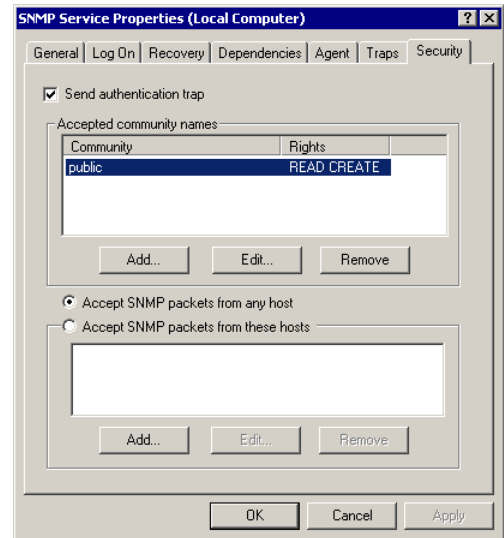 SNMP Service Properties (Local Computer)
General Log On Recovery Dependencies Agent Traps Security
Send authentication trap
Accepted community names
Community Rights
public READ CREATE
Add... Edit... Remove
Accept SNMP packets from any host
Accept SNMP packets from these hosts
Add... Edit... Remove
OK Cancel Apply